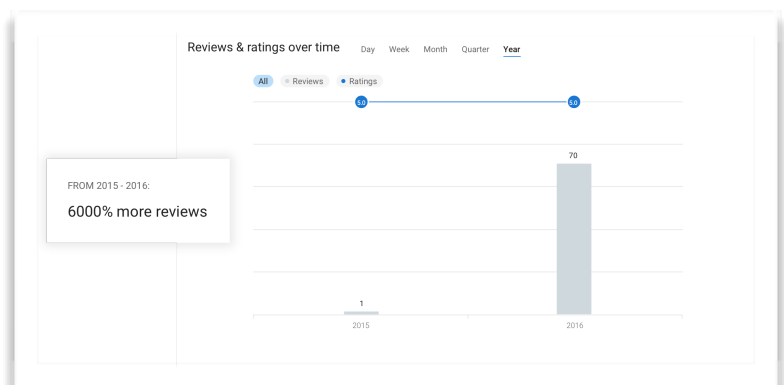 Reviews & ratings over time Day Week Month Quarter Year
All Reviews Ratings
5.0 5.0
70
FROM 2015 - 2016:
6000% more reviews
1
2015 2016